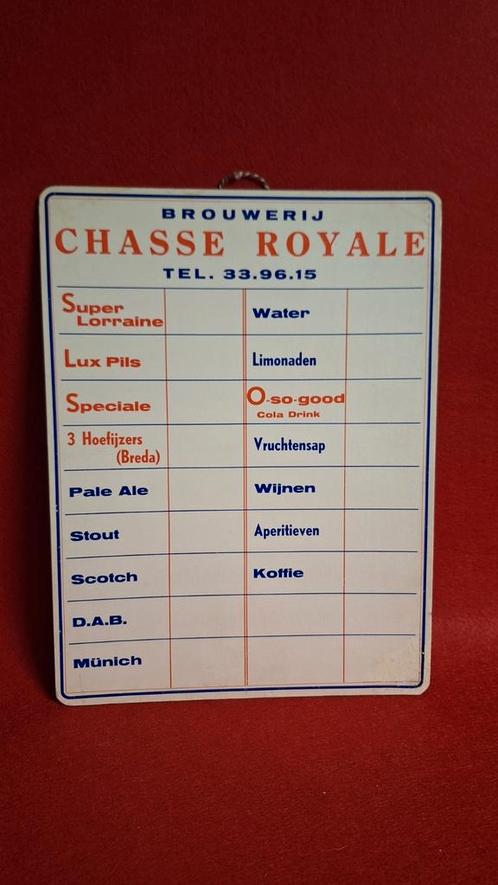 BROUWERIJ
CHASSE ROYALE
TEL. 33.96.15
Super
Lorraine
Lux Pils
Speciale
3 Hoefijzers
(Breda)
Pale Ale
Stout
Scotch
D.A.B.
Münich
Water
Limonaden
O-so-good
Cola Drink
Vruchtensap
Wijnen
Aperitieven
Koffie